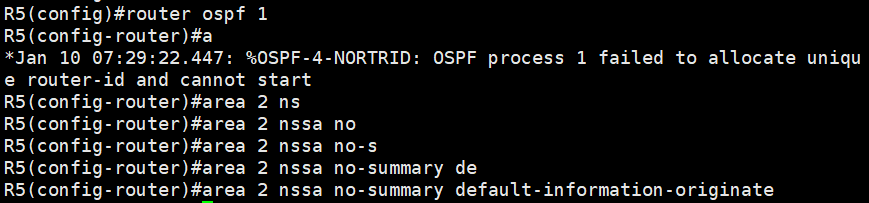 R5(config)#router ospf 1
R5(config-router)#a
*Jan 10 07:29:22.447: %OSPF-4-NORTRID: OSPF process 1 failed to allocate uniqu
e router-id and cannot start
R5(config-router)#area 2 ns
R5(config-router)#area 2 nssa no
R5(config-router)#area 2 nssa no-s
R5(config-router)#area 2 nssa no-summary de
R5(config-router)#area 2 nssa no-summary default-information-originate